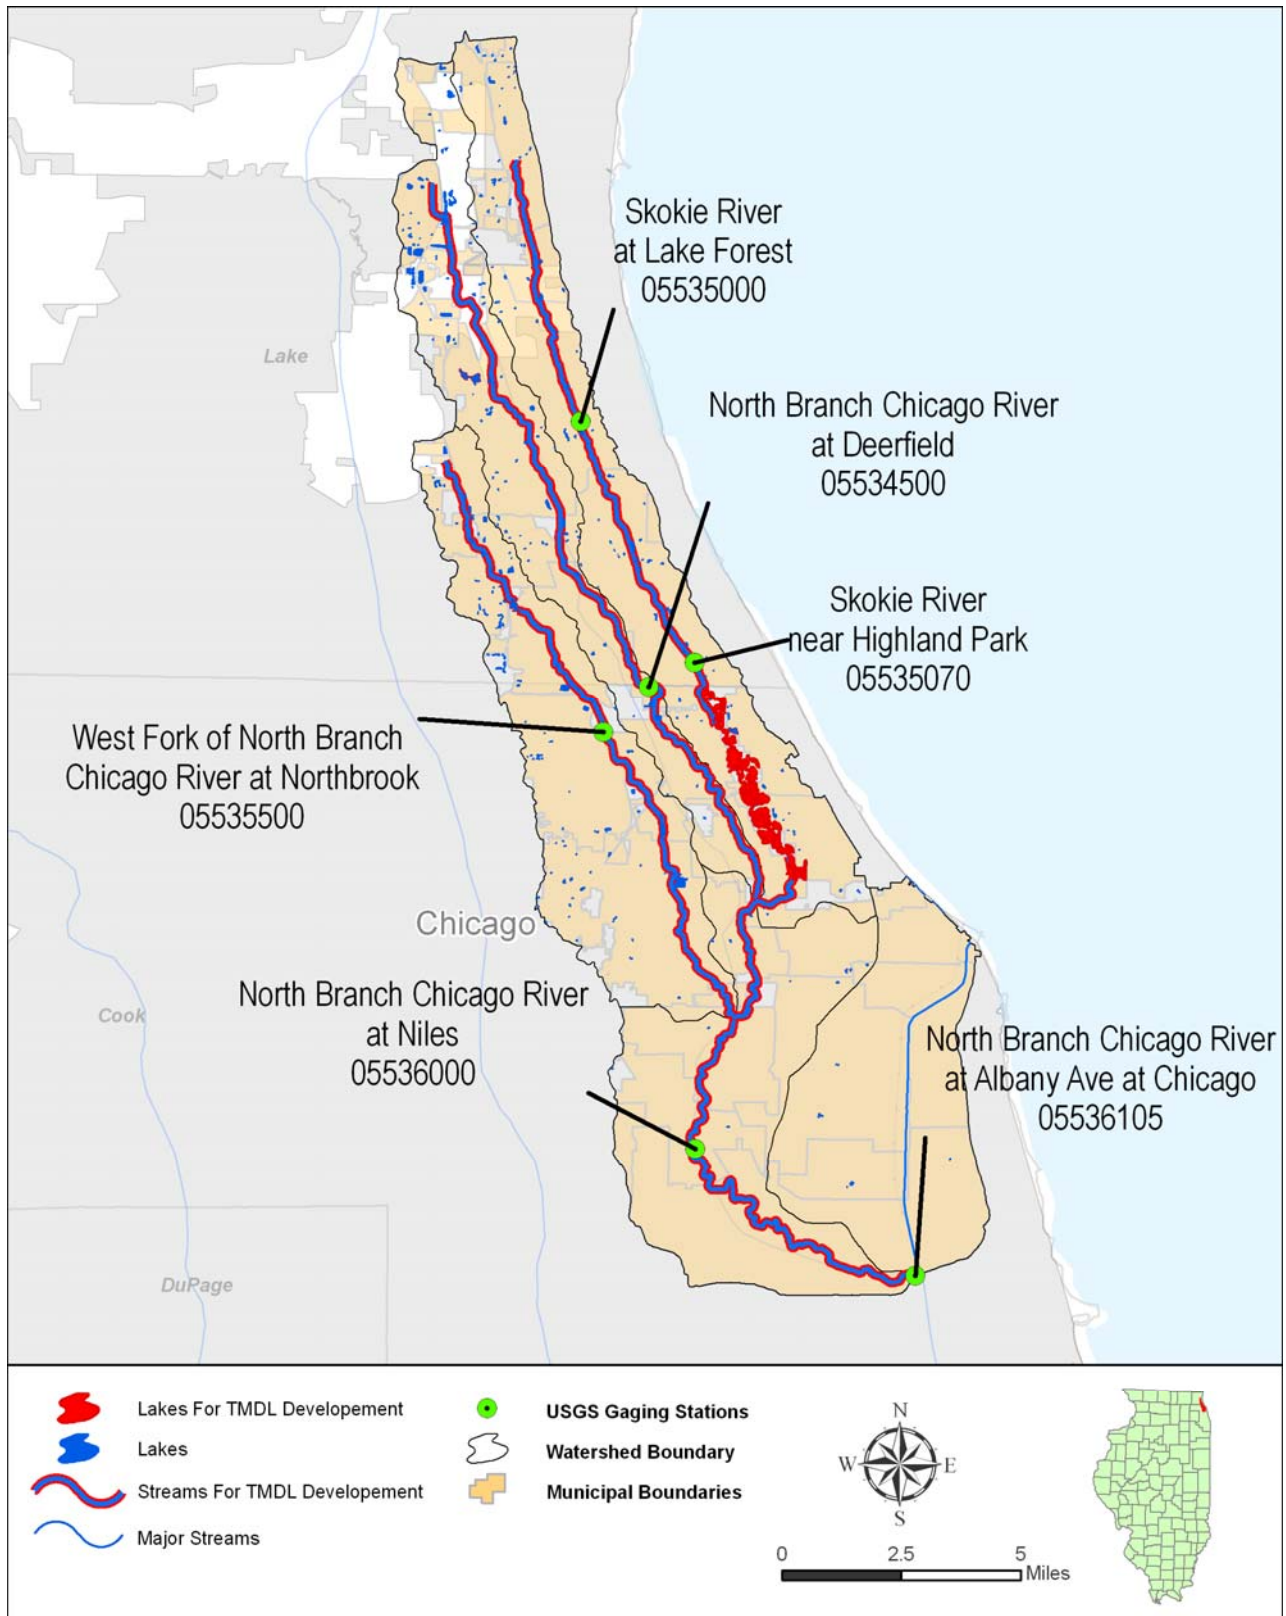 Skokie River
at Lake Forest
05535000
Lake
North Branch Chicago River
at Deerfield
05534500
Skokie River
near Highland Park
05535070
West Fork of North Branch
Chicago River at Northbrook
05535500
Chicago
North Branch Chicago River
at Niles
05536000
Cook
North Branch Chicago River
at Albany Ave at Chicago
05536105
DuPage
Lakes For TMDL Developement
Lakes
Streams For TMDL Developement
Major Streams
USGS Gaging Stations
Watershed Boundary
Municipal Boundaries
N
W E
S
0 2.5 5
Miles